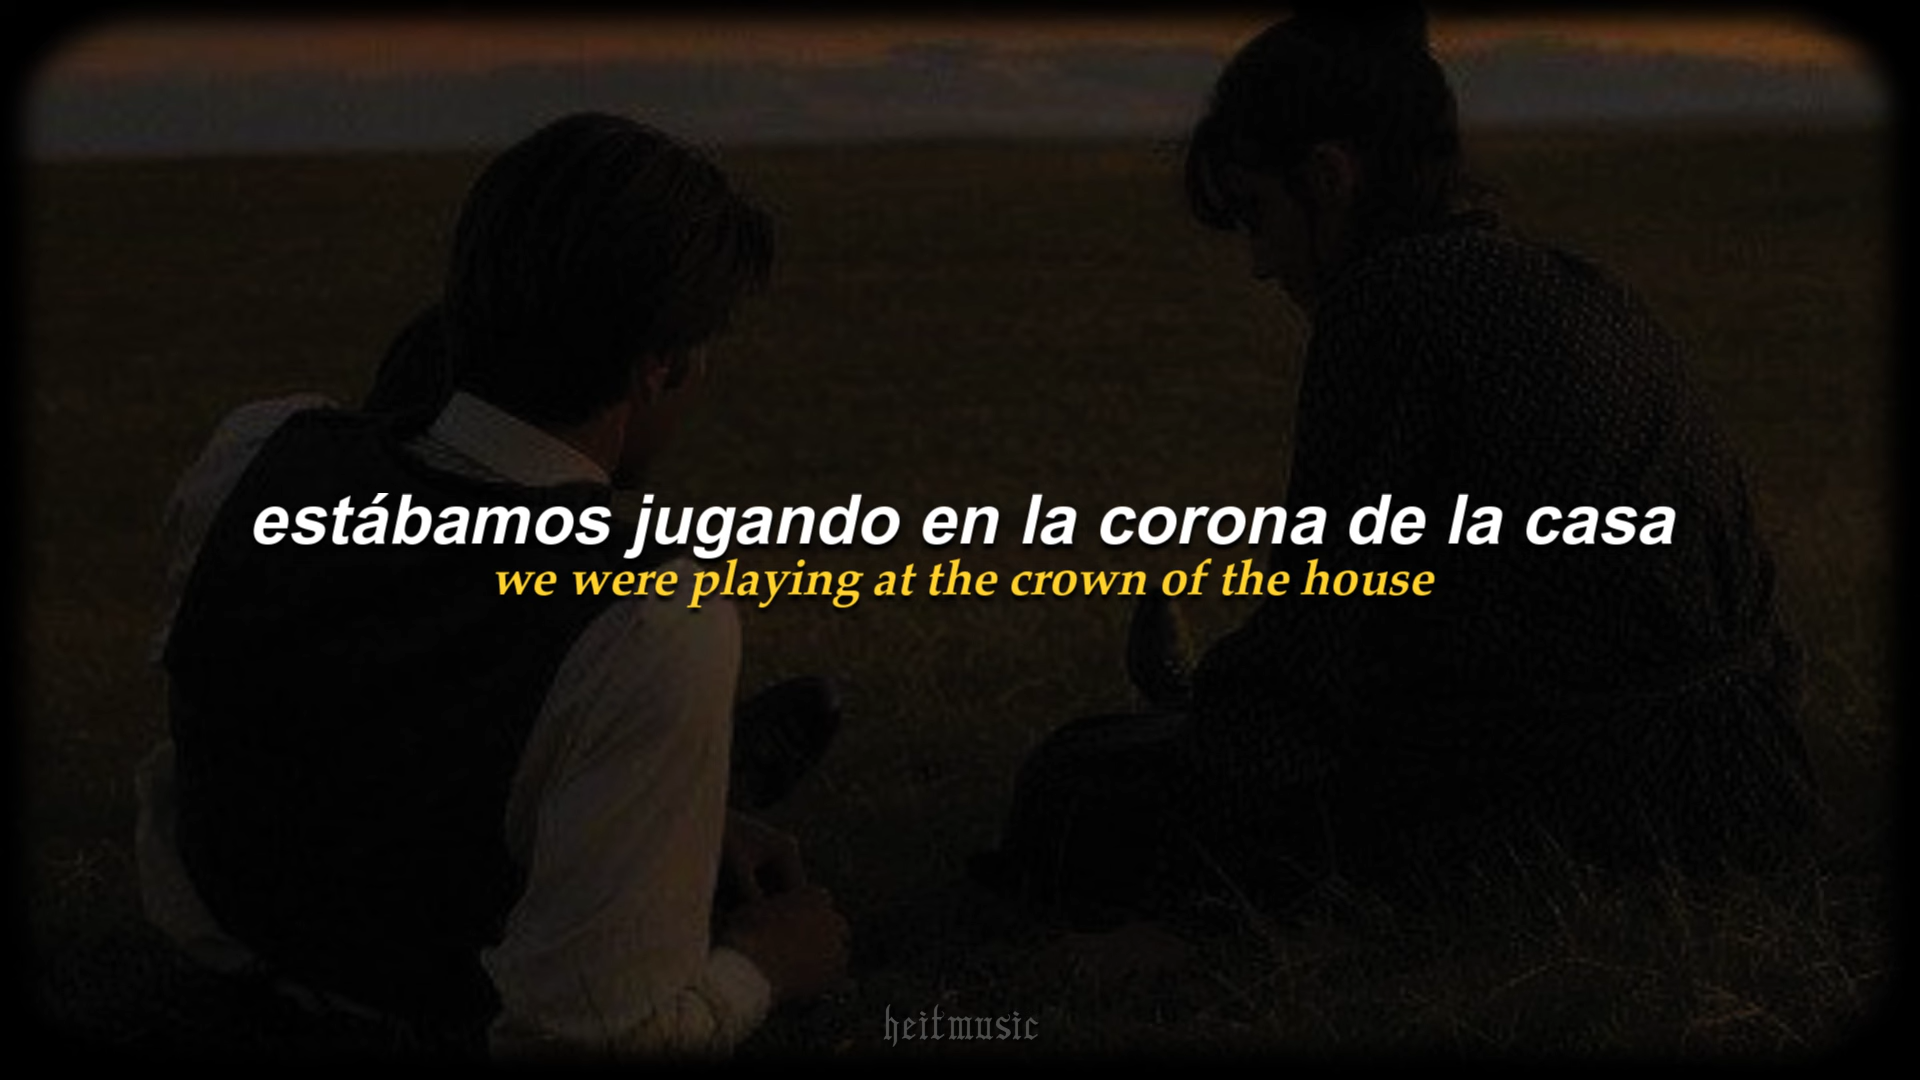 estábamos jugando en la corona de la casa
we were playing at the crown of the house
heitmusic